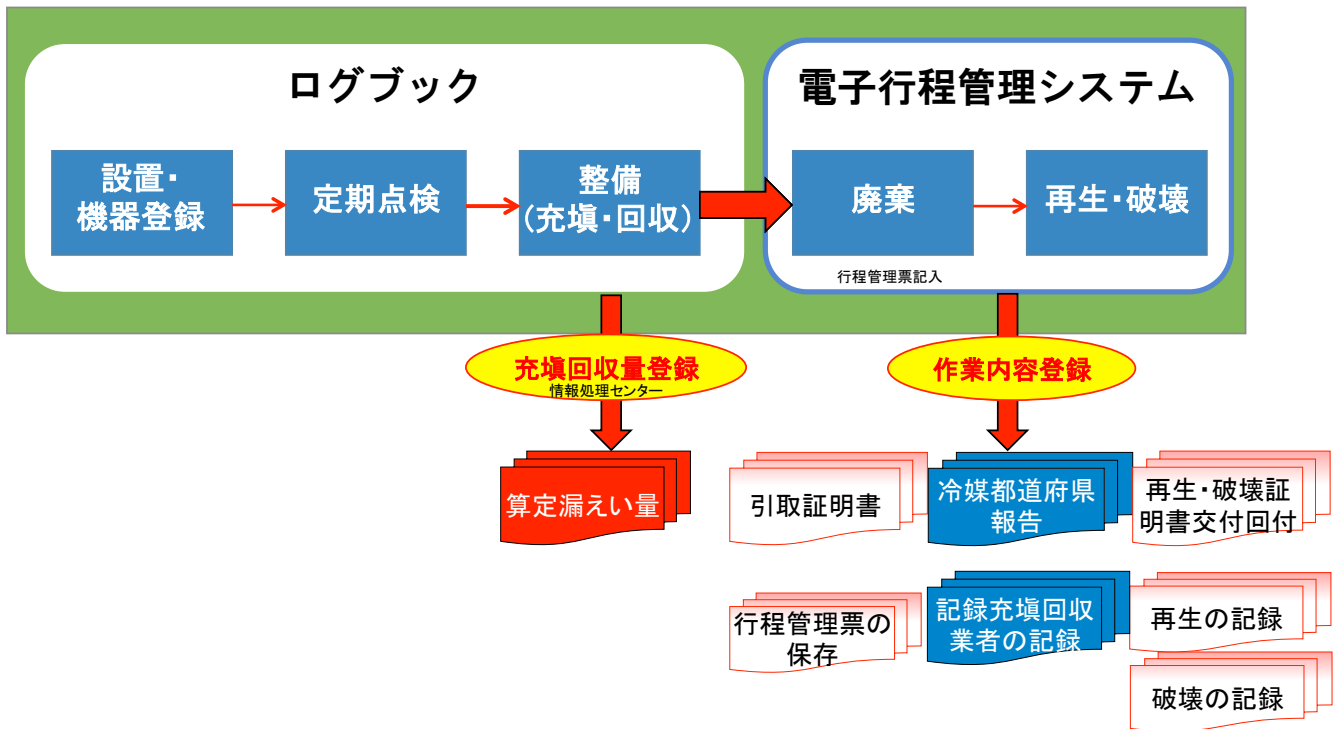 ログブック
電子行程管理システム
設置・
機器登録
定期点検
整備
(充填・回収)
廃棄
再生・破壊
行程管理票記入
充塡回収量登録
情報処理センター
作業内容登録
算定漏えい量
引取証明書
冷媒都道府県
報告
再生・破壊証
明書交付回付
行程管理票の
保存
記録充塡回収
業者の記録
再生の記録
破壊の記録